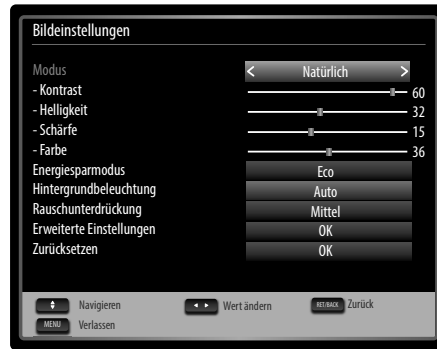 Bildeinstellungen
Modus < Natürlich >
- Kontrast 60
- Helligkeit 32
- Schärfe 15
- Farbe 36
Energiesparmodus Eco
Hintergrundbeleuchtung Auto
Rauschunterdrückung Mittel
Erweiterte Einstellungen OK
Zurücksetzen OK
Navigieren Wert ändern RET/BACK Zurück
MENU Verlassen